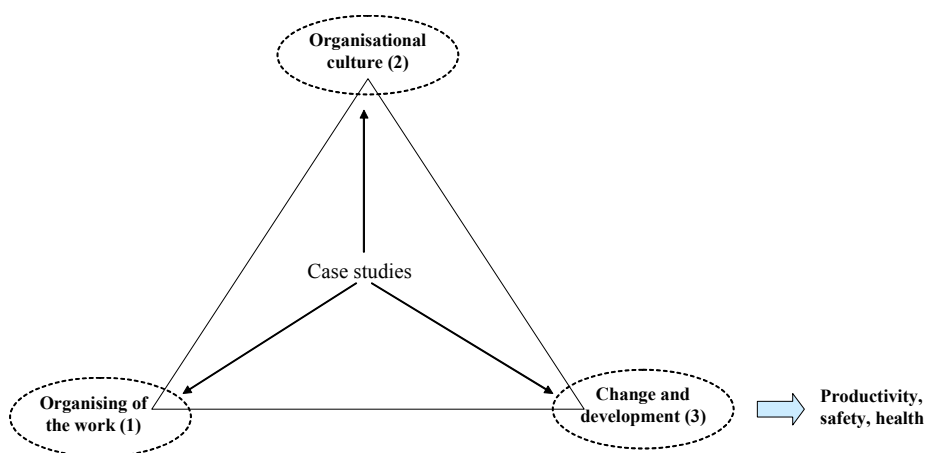 Organisational
culture (2)
Case studies
Organising of
the work (1)
Change and
development (3)
Productivity,
safety, health